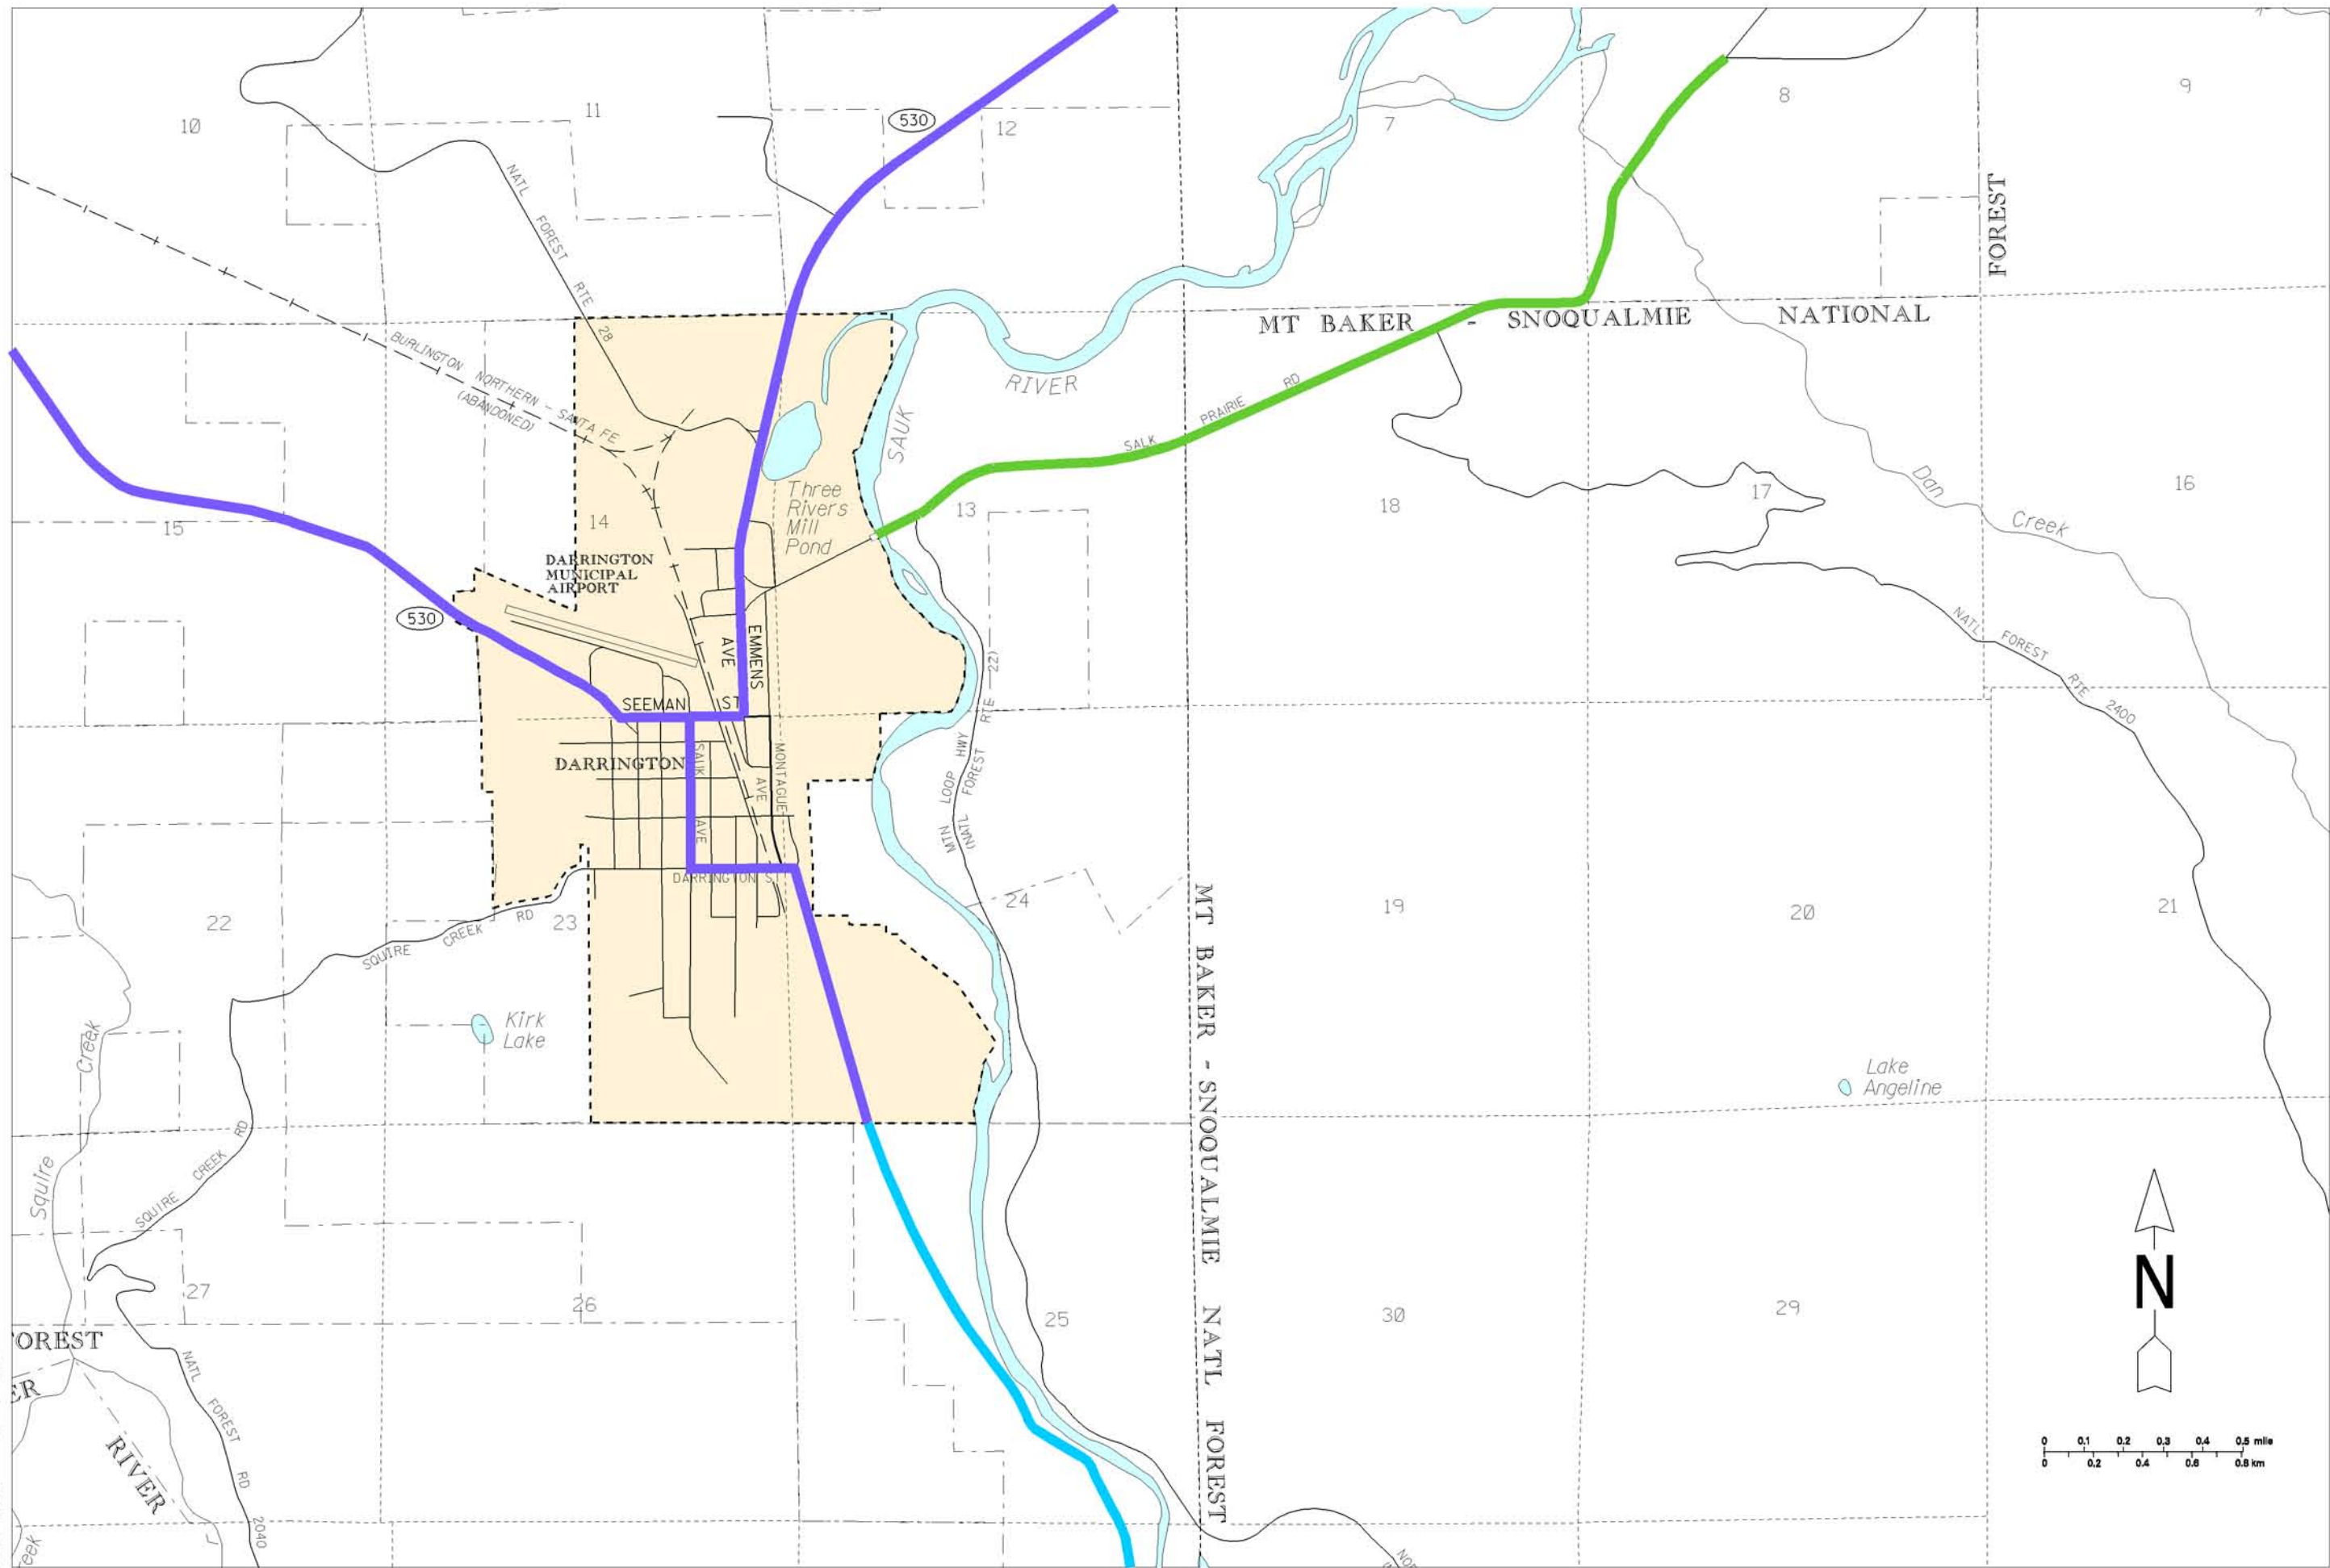 10
11
530
12
7
8
9
FOREST
NATL FOREST RTE 28
MT BAKER - SNOQUALMIE NATIONAL
BURLINGTON NORTHERN - SANTA FE
(ABANDONED)
RIVER
SAUK
SALK PRAIRIE RD
Three
Rivers
Mill
Pond
15
14
13
18
17
16
Dan Creek
DARRINGTON
MUNICIPAL
AIRPORT
530
EMMENS
AVE
SEEMAN ST
NATL FOREST RTE 2400
DARRINGTON
SAUK AVE
MONTAGUE
AVE
MTN LOOP HWY
(NATL FOREST RTE 22)
DARRINGTON ST
22
23
24
19
20
21
SQUIRE CREEK RD
MT BAKER - SNOQUALMIE NATL FOREST
Kirk
Lake
Lake
Angeline
Squire Creek
SQUIRE CREEK RD
27
26
25
30
29
N
OREST
ER
RIVER
NATL FOREST RD 2040
eek
0 0.1 0.2 0.3 0.4 0.5 mile
0 0.2 0.4 0.6 0.8 km